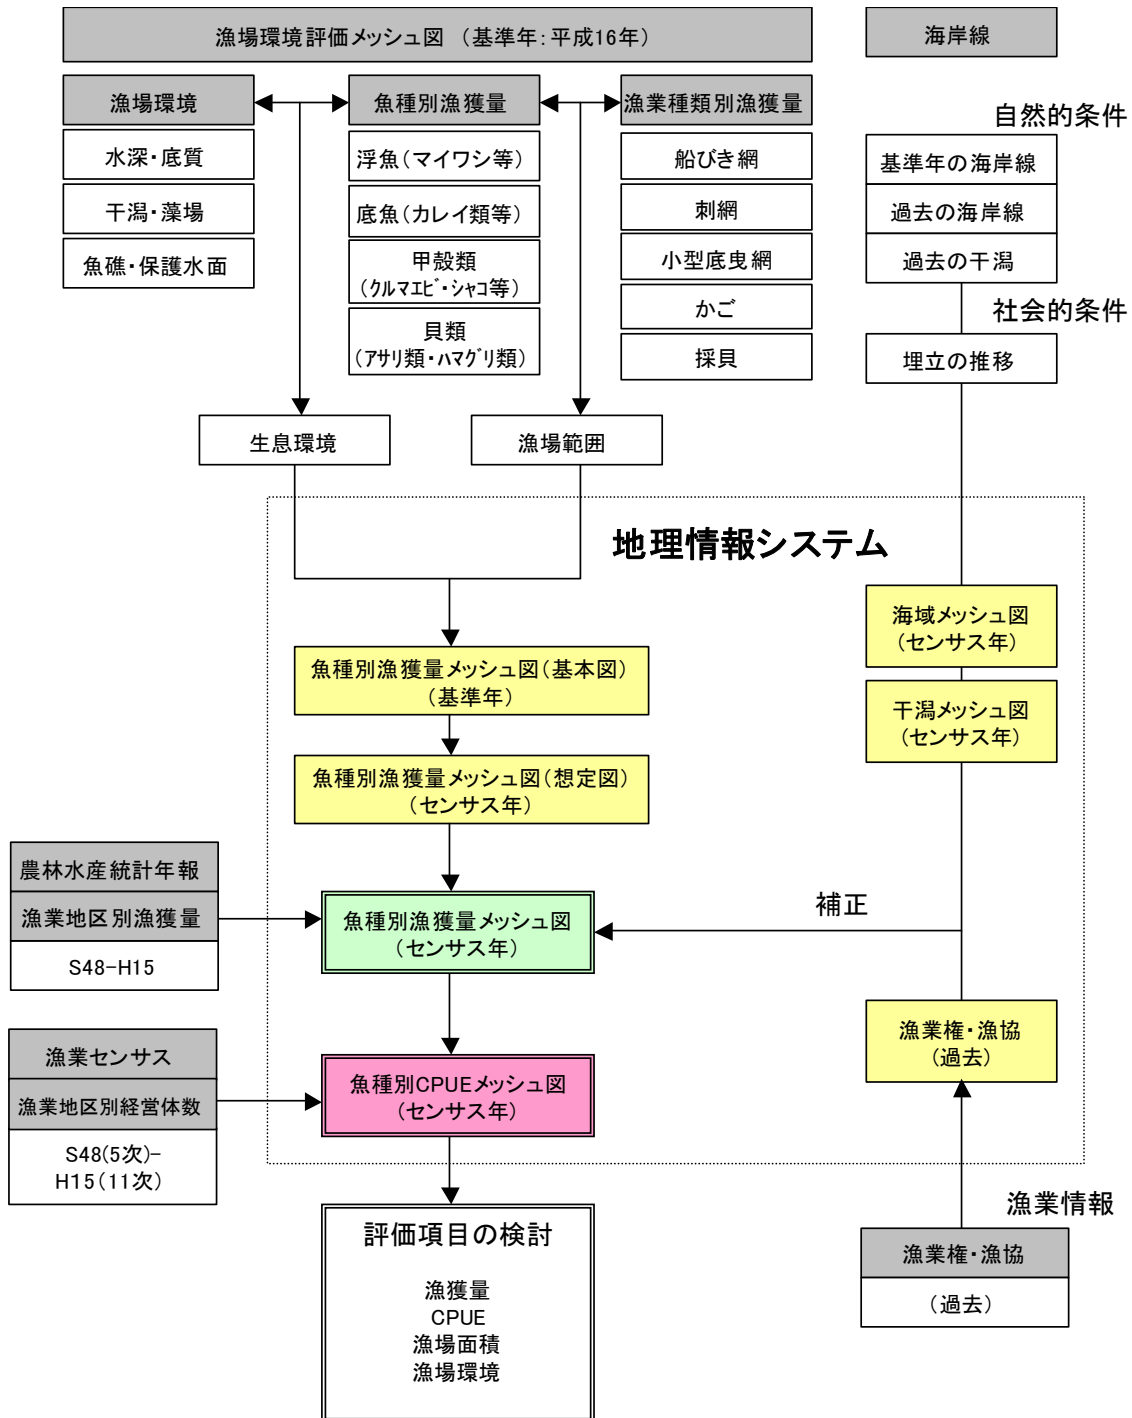 漁場環境評価メッシュ図 （基準年：平成16年）
海岸線
漁場環境
魚種別漁獲量
漁業種類別漁獲量
水深・底質
干潟・藻場
魚礁・保護水面
浮魚（マイワシ等）
底魚（カレイ類等）
甲殻類
（ｸﾙﾏｴﾋﾞ・ｼｬｺ等）
貝類
（ｱｻﾘ類・ﾊﾏｸﾞﾘ類）
船びき網
刺網
小型底曳網
かご
採貝
自然的条件
基準年の海岸線
過去の海岸線
過去の干潟
社会的条件
埋立の推移
生息環境
漁場範囲
地理情報システム
海域メッシュ図
（センサス年）
干潟メッシュ図
（センサス年）
魚種別漁獲量メッシュ図（基本図）
（基準年）
魚種別漁獲量メッシュ図（想定図）
（センサス年）
農林水産統計年報
漁業地区別漁獲量
S48-H15
魚種別漁獲量メッシュ図
（センサス年）
補正
漁業センサス
漁業地区別経営体数
S48(5次)-
H15(11次)
魚種別CPUEメッシュ図
（センサス年）
漁業権・漁協
（過去）
漁業情報
漁業権・漁協
（過去）
評価項目の検討
漁獲量
CPUE
漁場面積
漁場環境